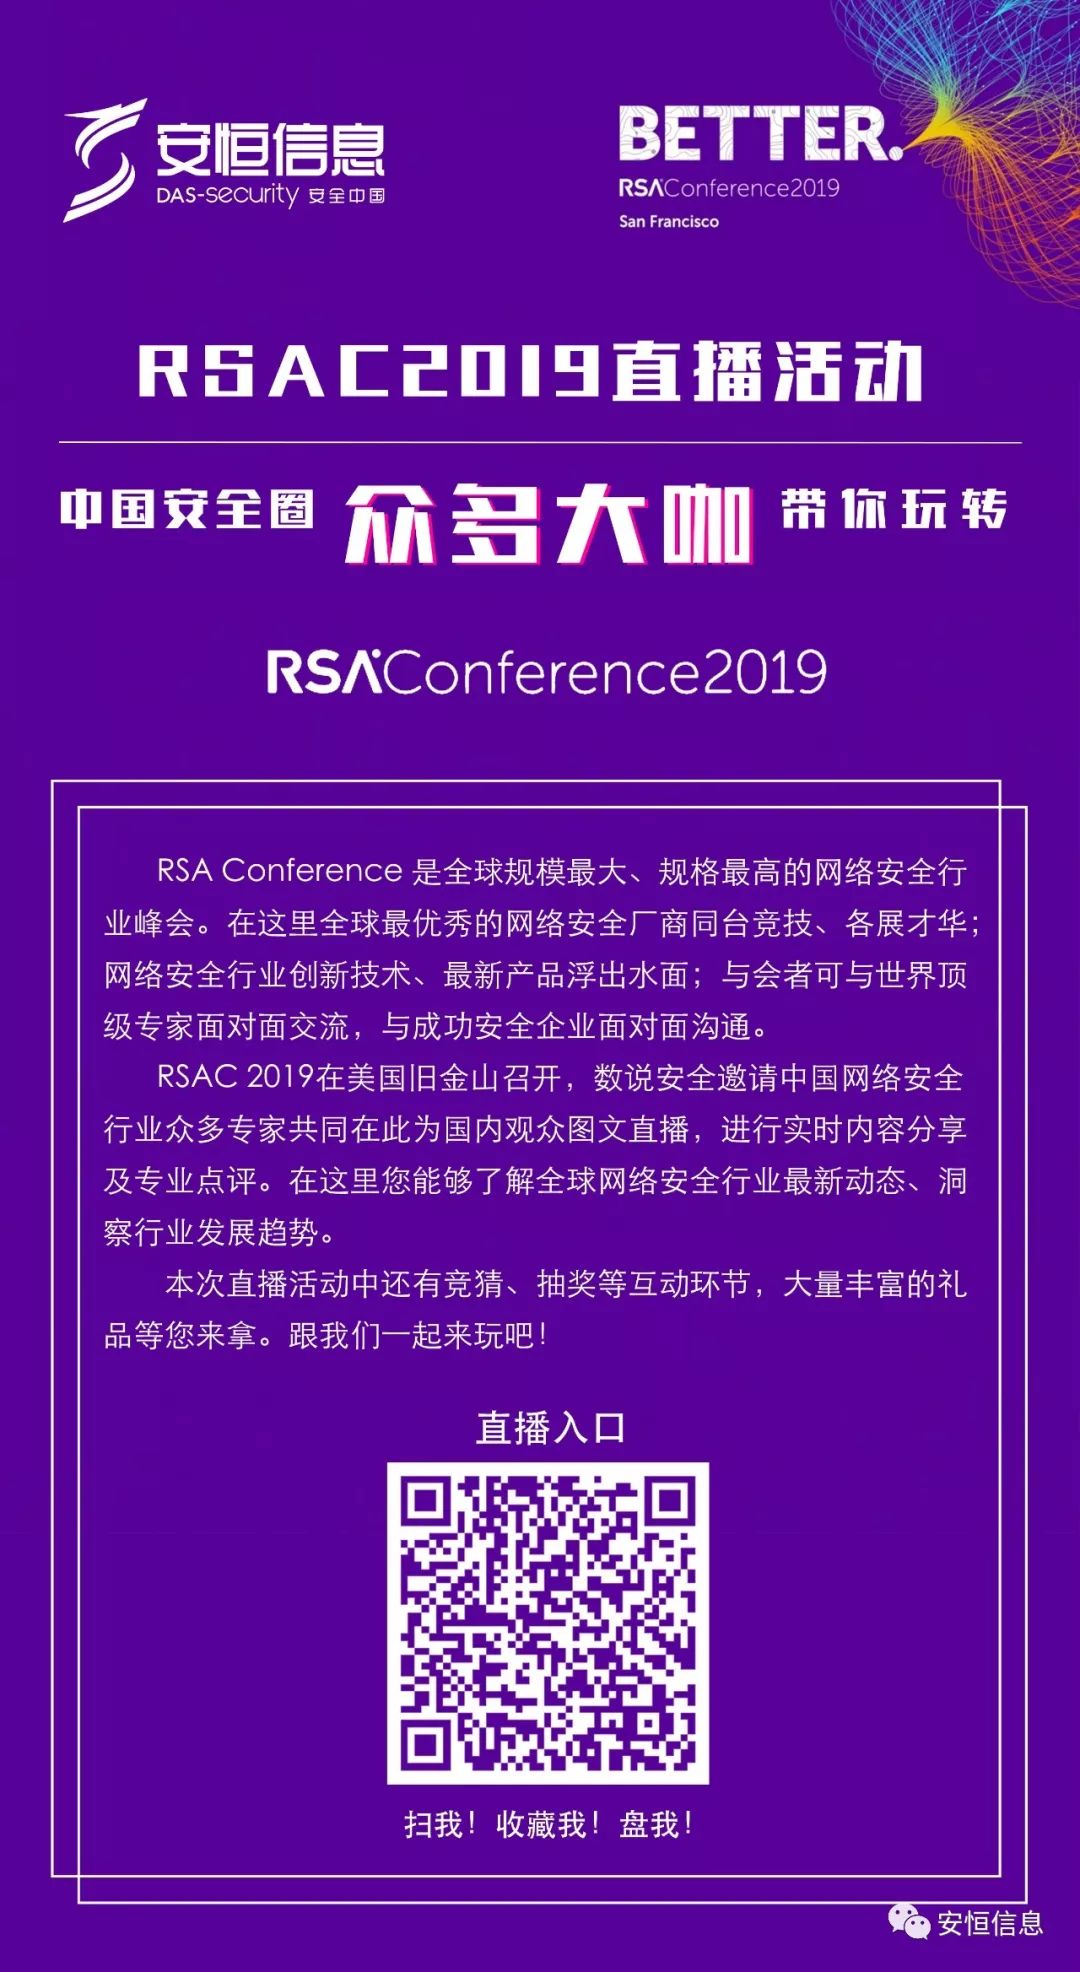 安恒信息
DAS-security 安全中国
BETTER.
RSAConference2019
San Francisco
RSAC2019直播活动
中国安全圈 众多大咖 带你玩转
RSAConference2019
RSA Conference 是全球规模最大、规格最高的网络安全行
业峰会。在这里全球最优秀的网络安全厂商同台竞技、各展才华；
网络安全行业创新技术、最新产品浮出水面；与会者可与世界顶
级专家面对面交流，与成功安全企业面对面沟通。
RSAC 2019在美国旧金山召开，数说安全邀请中国网络安全
行业众多专家共同在此为国内观众图文直播，进行实时内容分享
及专业点评。在这里您能够了解全球网络安全行业最新动态、洞
察行业发展趋势。
本次直播活动中还有竞猜、抽奖等互动环节，大量丰富的礼
品等您来拿。跟我们一起来玩吧！
直播入口
扫我！收藏我！盘我！
安恒信息